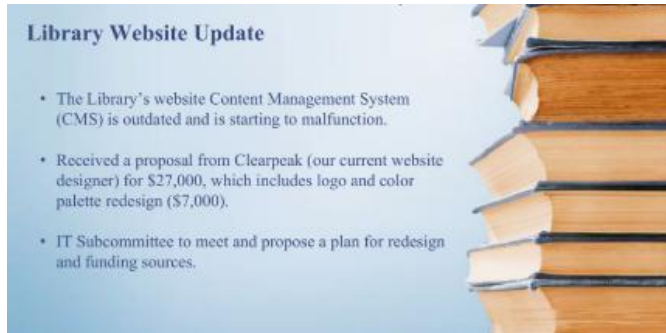 Library Website Update
• The Library's website Content Management System
(CMS) is outdated and is starting to malfunction.
• Received a proposal from Clearpeak (our current website
designer) for $27,000, which includes logo and color
palette redesign ($7,000).
• IT Subcommittee to meet and propose a plan for redesign
and funding sources.